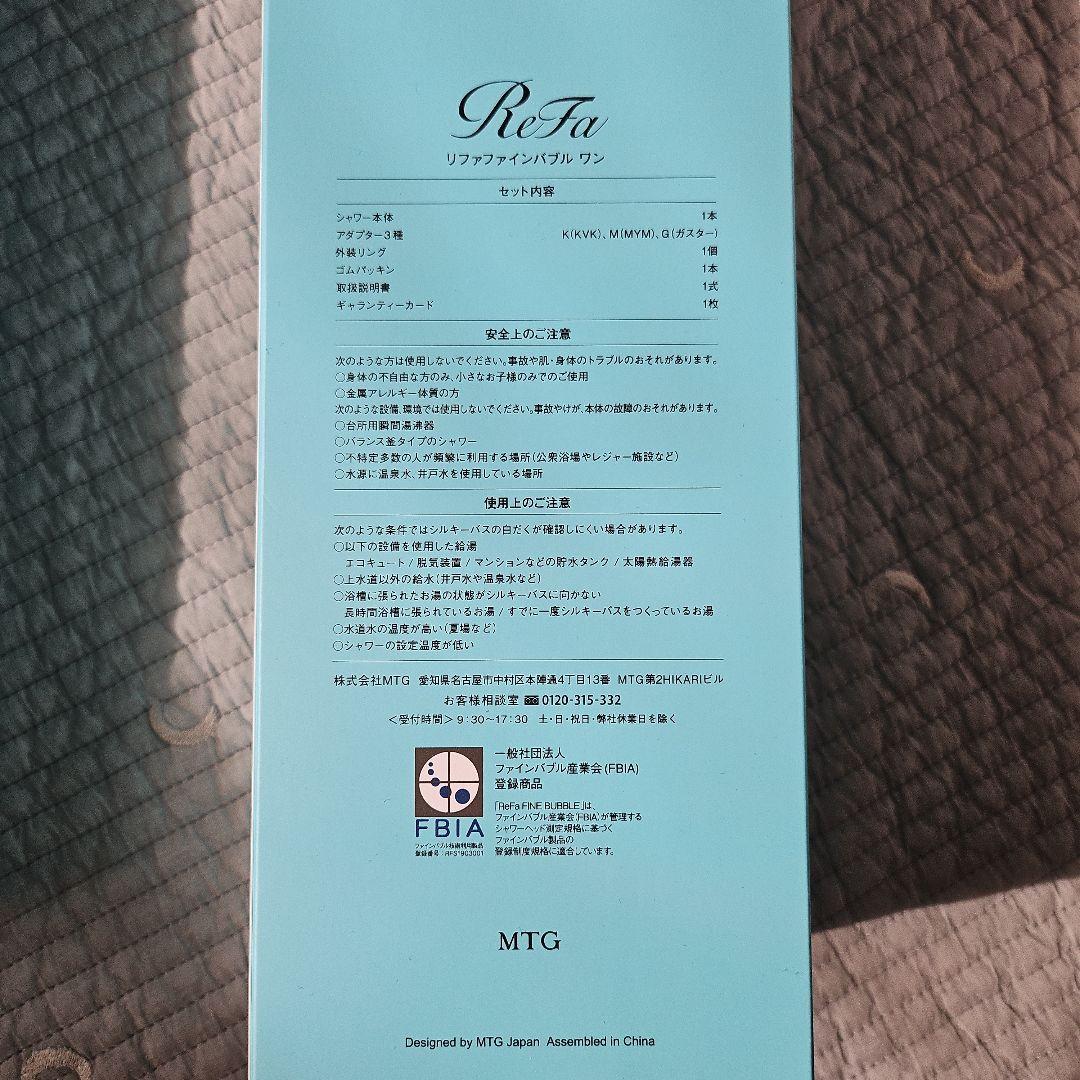 ReFa
リファファインバブル ワン
セット内容
シャワー本体 1本
アダプター3種 K(KVK)、M(MYM)、G(ガスター)
外装リング 1個
ゴムパッキン 1本
取扱説明書 1式
ギャランティーカード 1枚
安全上のご注意
次のような方は使用しないでください。事故や肌・身体のトラブルのおそれがあります。
○身体の不自由な方のみ、小さなお子様のみでのご使用
○金属アレルギー体質の方
次のような設備、環境では使用しないでください。事故やけが、本体の故障のおそれがあります。
○台所用瞬間湯沸器
○バランス釜タイプのシャワー
○不特定多数の人が頻繁に利用する場所(公衆浴場やレジャー施設など)
○水源に温泉水、井戸水を使用している場所
使用上のご注意
次のような条件ではシルキーバスの白だくが確認しにくい場合があります。
○以下の設備を使用した給湯
エコキュート / 脱気装置 / マンションなどの貯水タンク / 太陽熱給湯器
○上水道以外の給水(井戸水や温泉水など)
○浴槽に張られたお湯の状態がシルキーバスに向かない
長時間浴槽に張られているお湯 / すでに一度シルキーバスをつくっているお湯
○水道水の温度が高い(夏場など)
○シャワーの設定温度が低い
株式会社MTG 愛知県名古屋市中村区本陣通4丁目13番 MTG第2HIKARIビル
お客様相談室 0120-315-332
＜受付時間＞9:30~17:30 土・日・祝日・弊社休業日を除く
一般社団法人
ファインバブル産業会(FBIA)
登録商品
「ReFa FINE BUBBLE」は、
ファインバブル産業会(FBIA)が管理する
シャワーヘッド測定規格に基づく
ファインバブル製品の
登録制度規格に適合しています。
FBIA
ファインバブル技術利用製品
登録番号:RFS1903001
MTG
Designed by MTG Japan Assembled in China